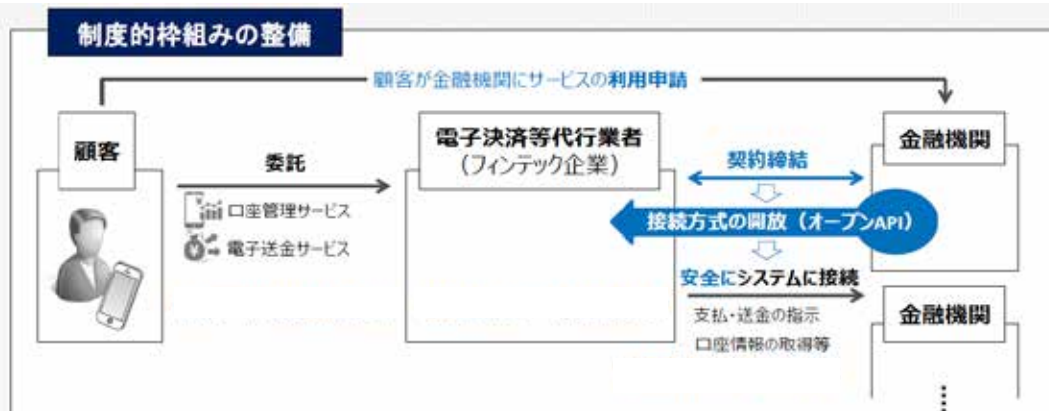 制度的枠組みの整備
顧客が金融機関にサービスの利用申請
顧客
電子決済等代行業者
(フィンテック企業)
金融機関
委託
口座管理サービス
電子送金サービス
契約締結
接続方式の開放(オープンAPI)
安全にシステムに接続
支払・送金の指示
口座情報の取得等
金融機関